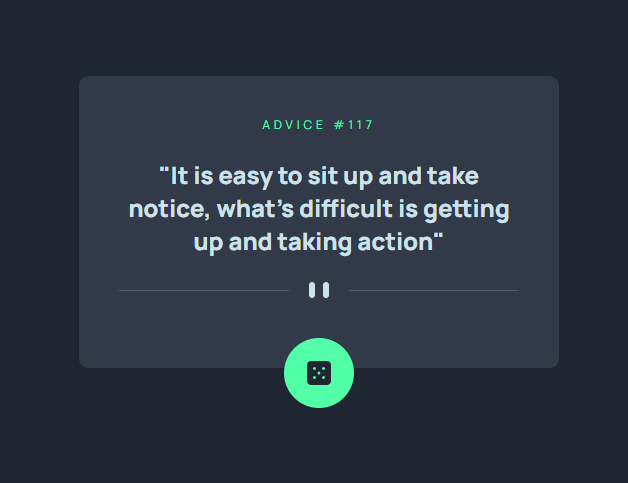 ADVICE #117
"It is easy to sit up and take
notice, what's difficult is getting
up and taking action"